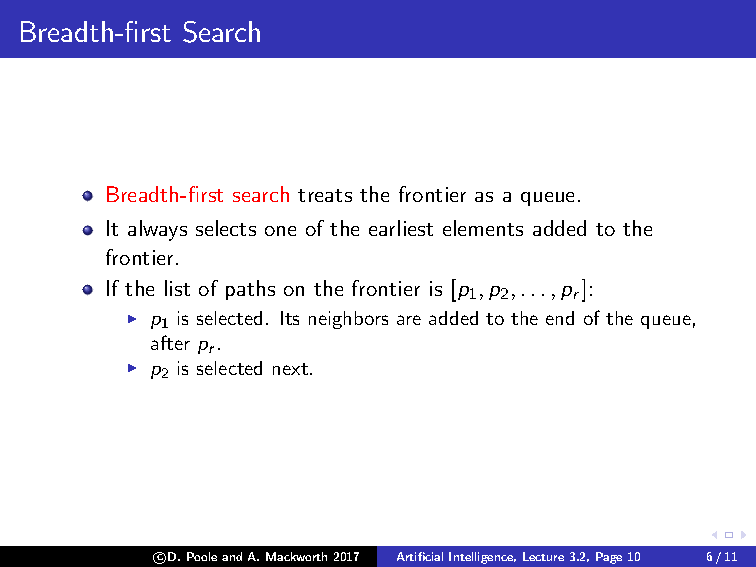 Breadth-first Search
Breadth-first search treats the frontier as a queue.
It always selects one of the earliest elements added to the
frontier.
If the list of paths on the frontier is [p₁, p₂, . . . , pᵣ]:
p₁ is selected. Its neighbors are added to the end of the queue,
after pᵣ.
p₂ is selected next.
©D. Poole and A. Mackworth 2017 Artificial Intelligence, Lecture 3.2, Page 10 6 / 11